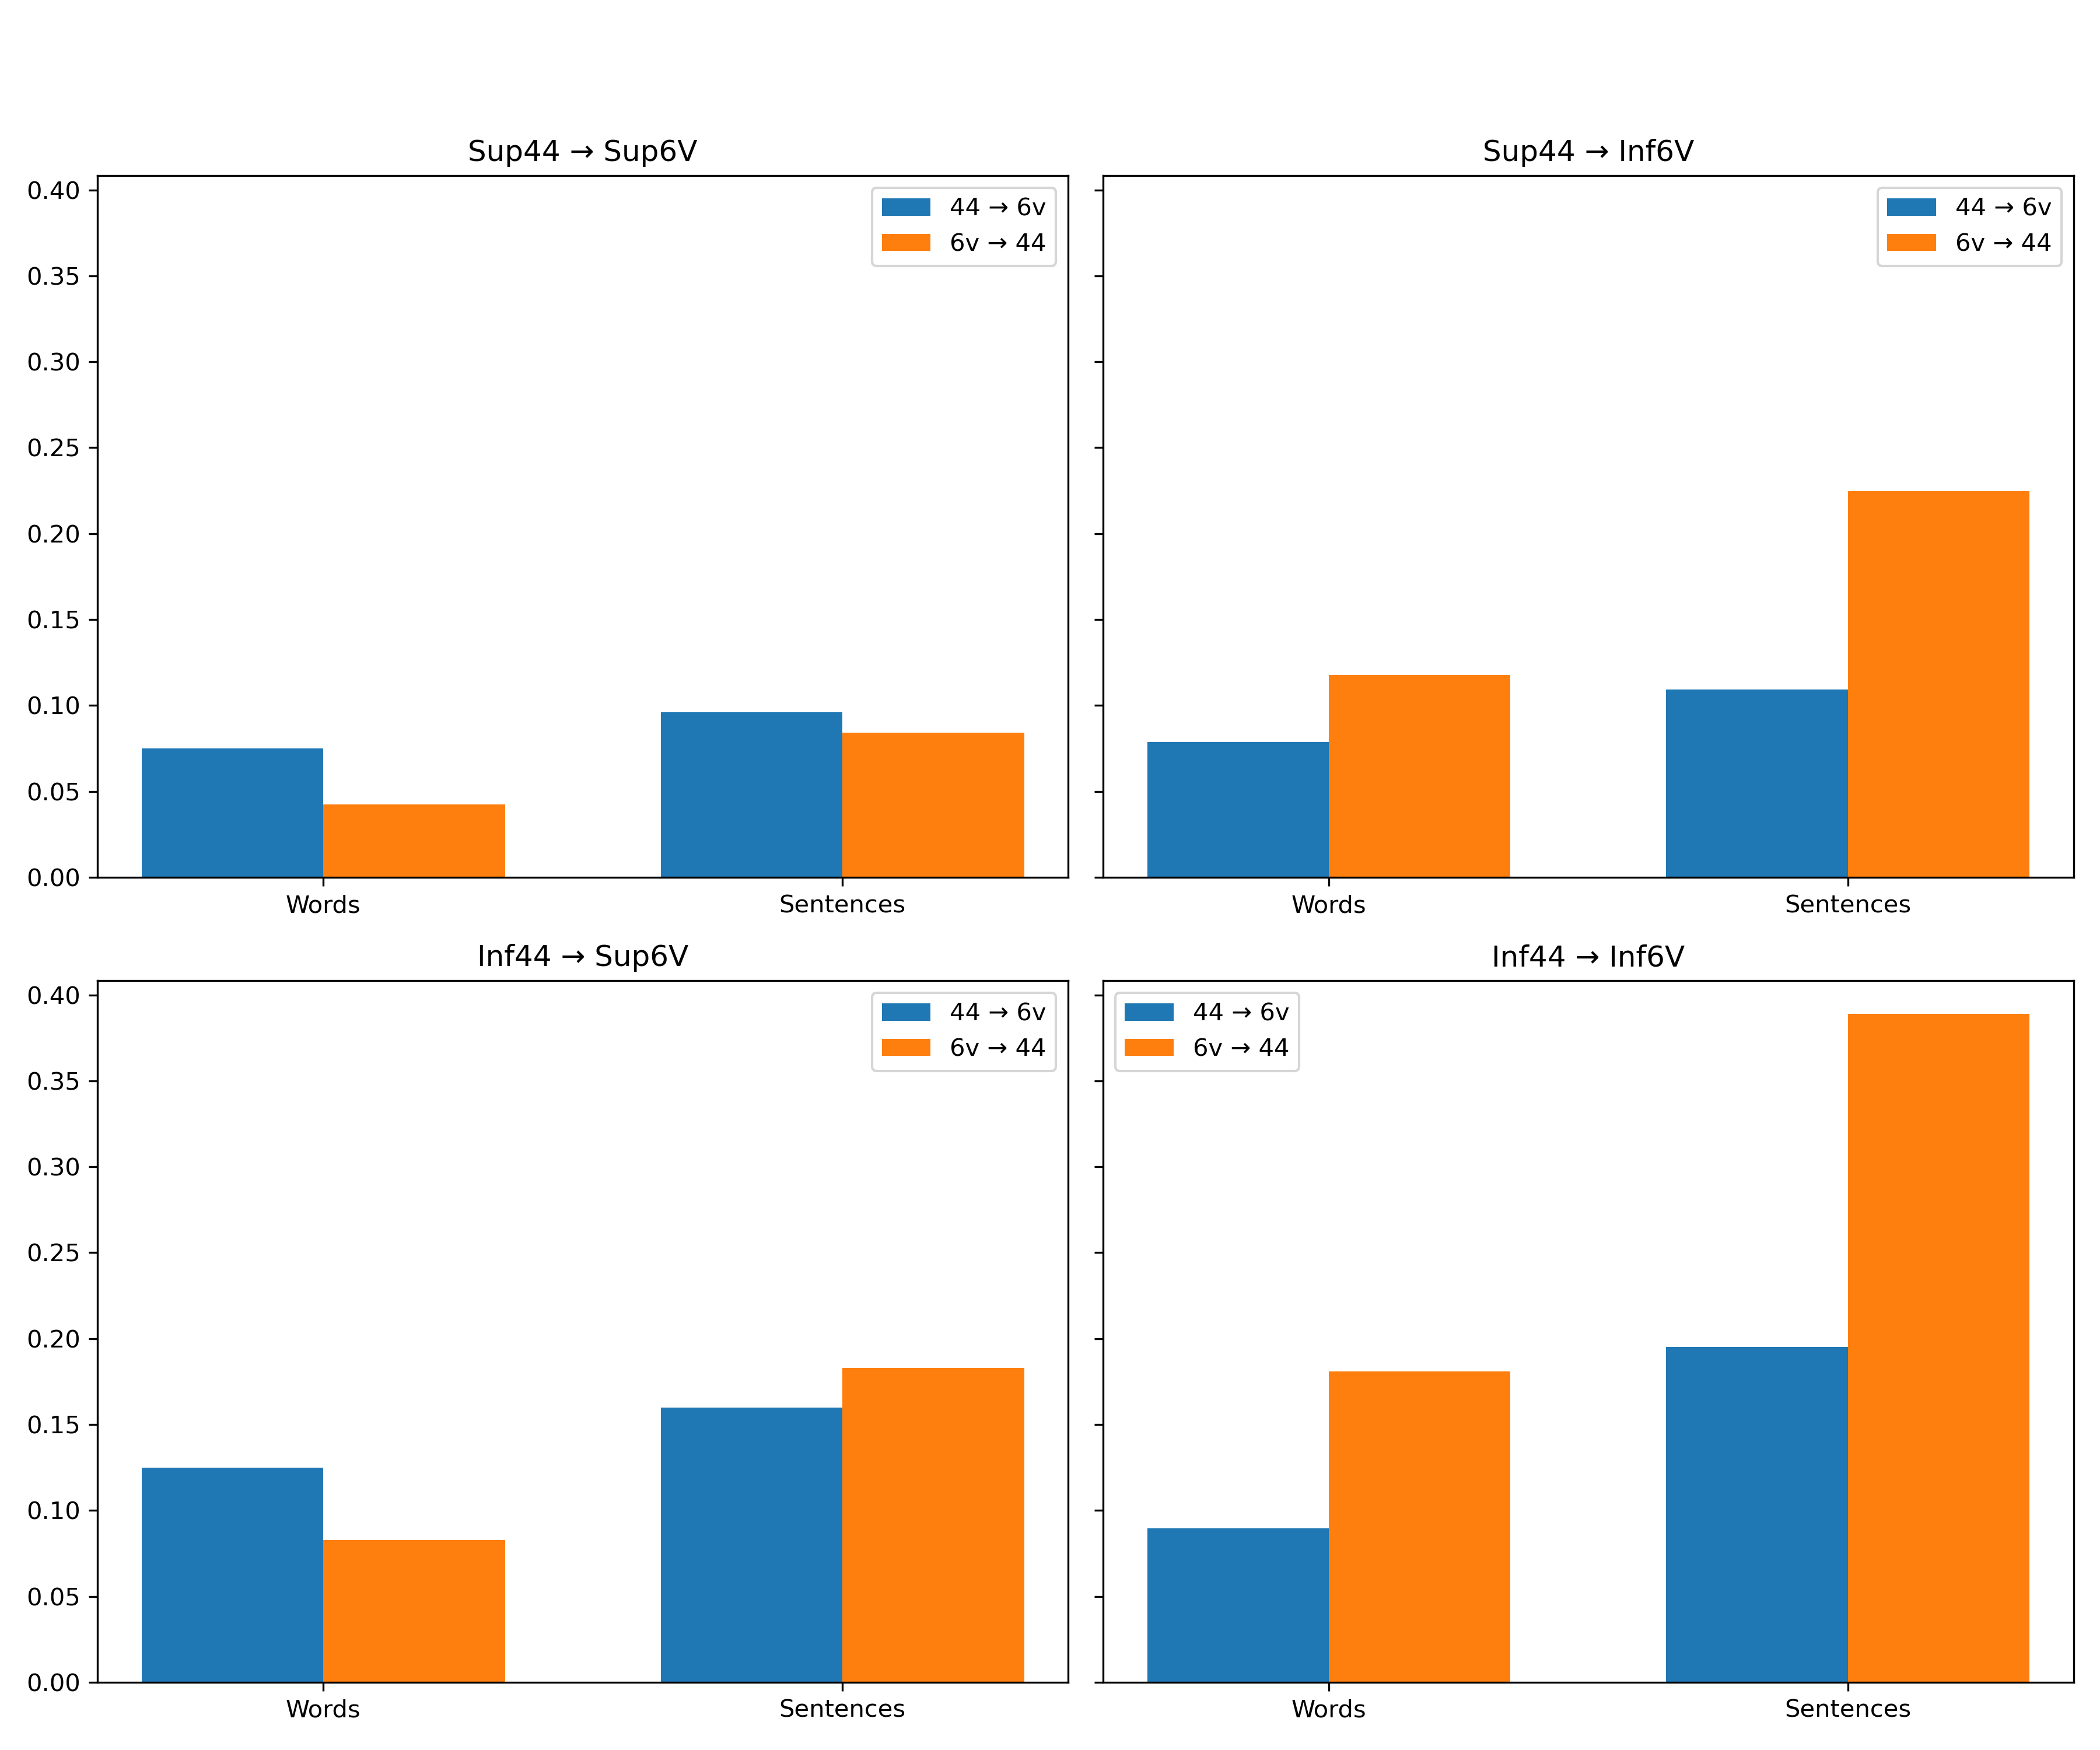 Sup44 → Sup6V
0.40
0.35
0.30
0.25
0.20
0.15
0.10
0.05
0.00
44 → 6v
6v → 44
Words
Sentences
Sup44 → Inf6V
44 → 6v
6v → 44
Words
Sentences
Inf44 → Sup6V
0.40
0.35
0.30
0.25
0.20
0.15
0.10
0.05
0.00
44 → 6v
6v → 44
Words
Sentences
Inf44 → Inf6V
44 → 6v
6v → 44
Words
Sentences